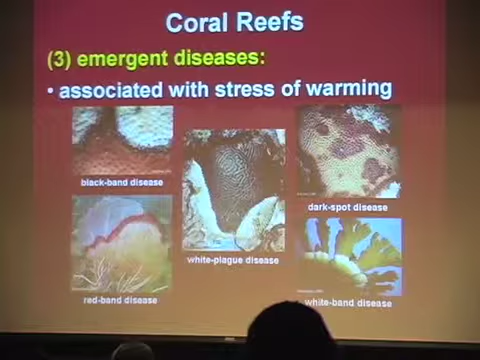 Coral Reefs
(3) emergent diseases:
• associated with stress of warming
black-band disease
dark-spot disease
white-plague disease
red-band disease
white-band disease